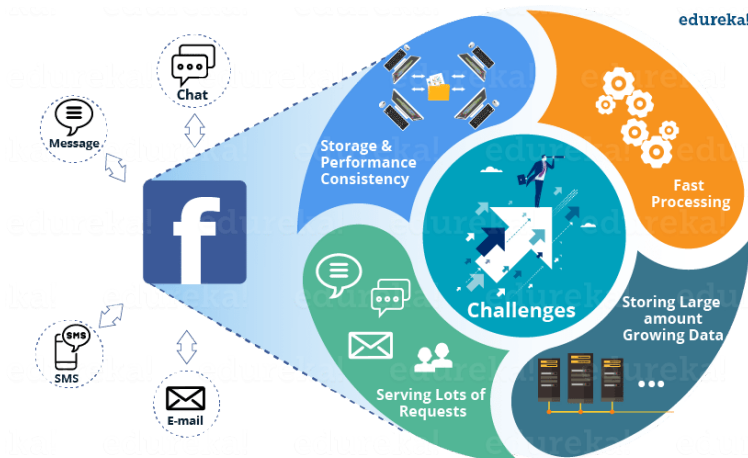 edureka!
Chat
Message
Storage &
Performance
Consistency
Fast
Processing
f
Challenges
Storing Large
amount
Growing Data
SMS
SMS
E-mail
Serving Lots of
Requests